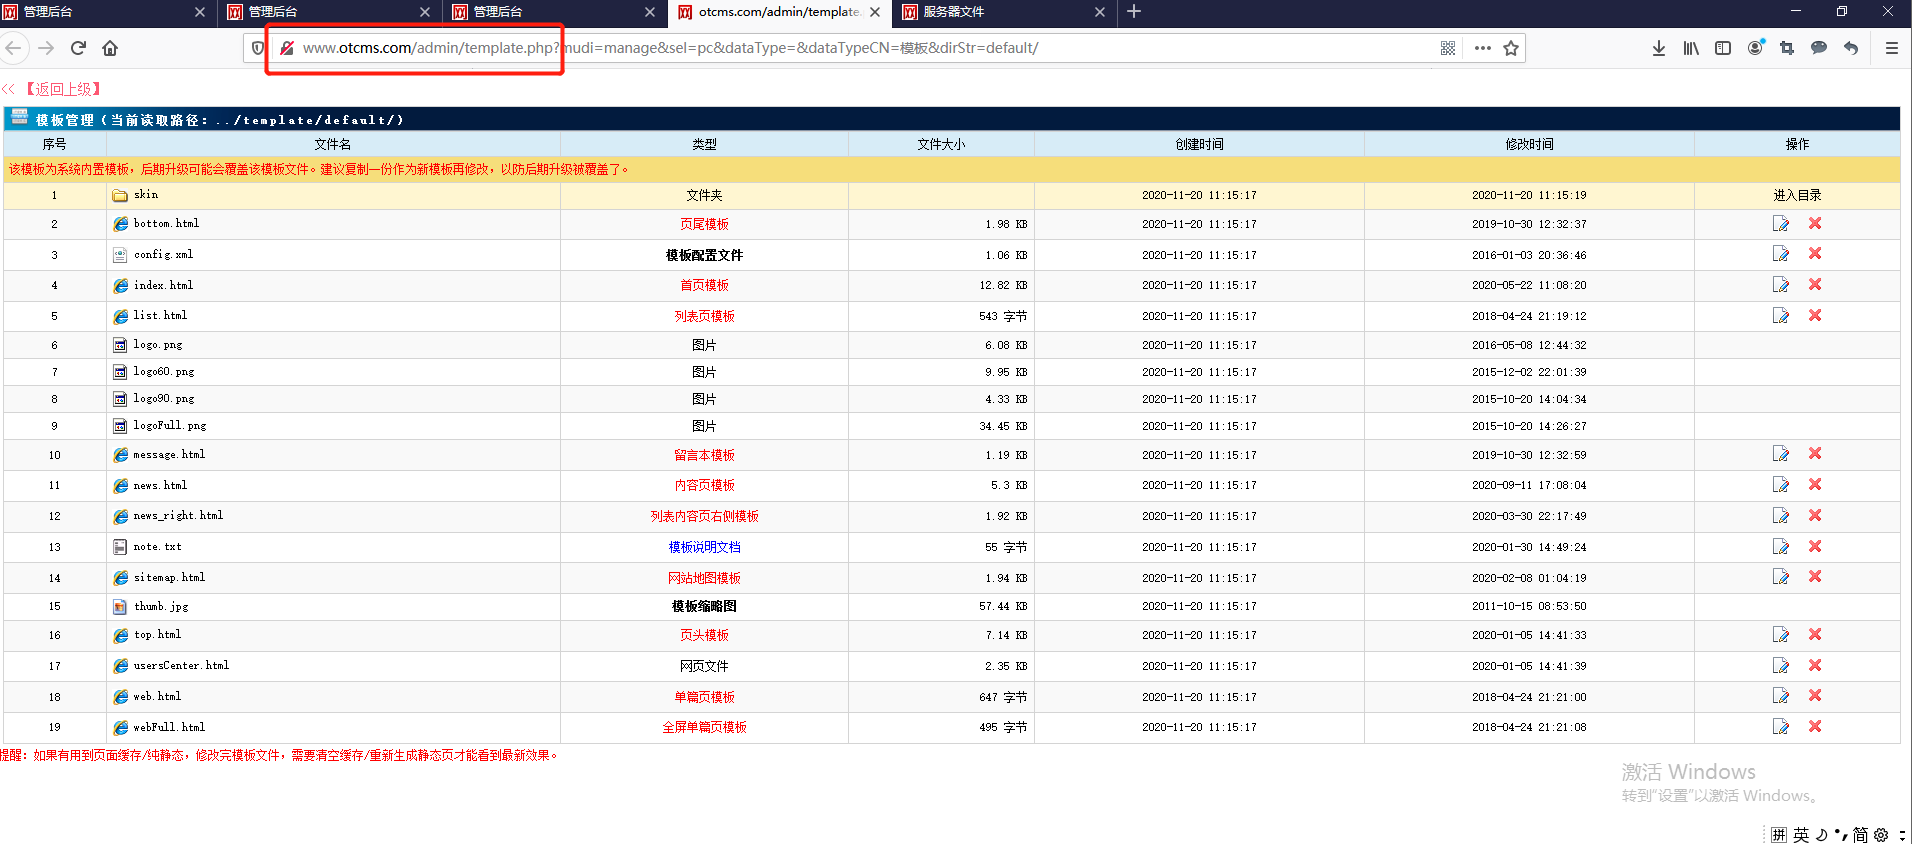 管理后台 管理后台 管理后台 otcms.com/admin/template. 服务器文件
www.otcms.com/admin/template.php?mudi=manage&sel=pc&dataType=&dataTypeCN=模板&dirStr=default/
<< 【返回上级】
模板管理（当前读取路径：../template/default/）
序号 文件名 类型 文件大小 创建时间 修改时间 操作
该模板为系统内置模板，后期升级可能会覆盖该模板文件。建议复制一份作为新模板再修改，以防后期升级被覆盖了。
1 skin 文件夹 2020-11-20 11:15:17 2020-11-20 11:15:19 进入目录
2 bottom.html 页尾模板 1.98 KB 2020-11-20 11:15:17 2019-10-30 12:32:37
3 config.xml 模板配置文件 1.06 KB 2020-11-20 11:15:17 2016-01-03 20:36:46
4 index.html 首页模板 12.82 KB 2020-11-20 11:15:17 2020-05-22 11:08:20
5 list.html 列表页模板 543 字节 2020-11-20 11:15:17 2018-04-24 21:19:12
6 logo.png 图片 6.08 KB 2020-11-20 11:15:17 2016-05-08 12:44:32
7 logo60.png 图片 9.95 KB 2020-11-20 11:15:17 2015-12-02 22:01:39
8 logo90.png 图片 4.33 KB 2020-11-20 11:15:17 2015-10-20 14:04:34
9 logoFull.png 图片 34.45 KB 2020-11-20 11:15:17 2015-10-20 14:26:27
10 message.html 留言本模板 1.19 KB 2020-11-20 11:15:17 2019-10-30 12:32:59
11 news.html 内容页模板 5.3 KB 2020-11-20 11:15:17 2020-09-11 17:08:04
12 news_right.html 列表内容页右侧模板 1.92 KB 2020-11-20 11:15:17 2020-03-30 22:17:49
13 note.txt 模板说明文档 55 字节 2020-11-20 11:15:17 2020-01-30 14:49:24
14 sitemap.html 网站地图模板 1.94 KB 2020-11-20 11:15:17 2020-02-08 01:04:19
15 thumb.jpg 模板缩略图 57.44 KB 2020-11-20 11:15:17 2011-10-15 08:53:50
16 top.html 页头模板 7.14 KB 2020-11-20 11:15:17 2020-01-05 14:41:33
17 usersCenter.html 网页文件 2.35 KB 2020-11-20 11:15:17 2020-01-05 14:41:39
18 web.html 单篇页模板 647 字节 2020-11-20 11:15:17 2018-04-24 21:21:00
19 webFull.html 全屏单篇页模板 495 字节 2020-11-20 11:15:17 2018-04-24 21:21:08
提醒：如果有用到页面缓存/纯静态，修改完模板文件，需要清空缓存/重新生成静态页才能看到最新效果。
激活 Windows
转到“设置”以激活 Windows。
拼 英 简